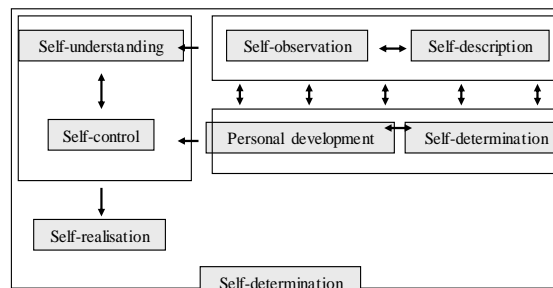 Self-understanding
Self-observation
Self-description
Self-control
Personal development
Self-determination
Self-realisation
Self-determination